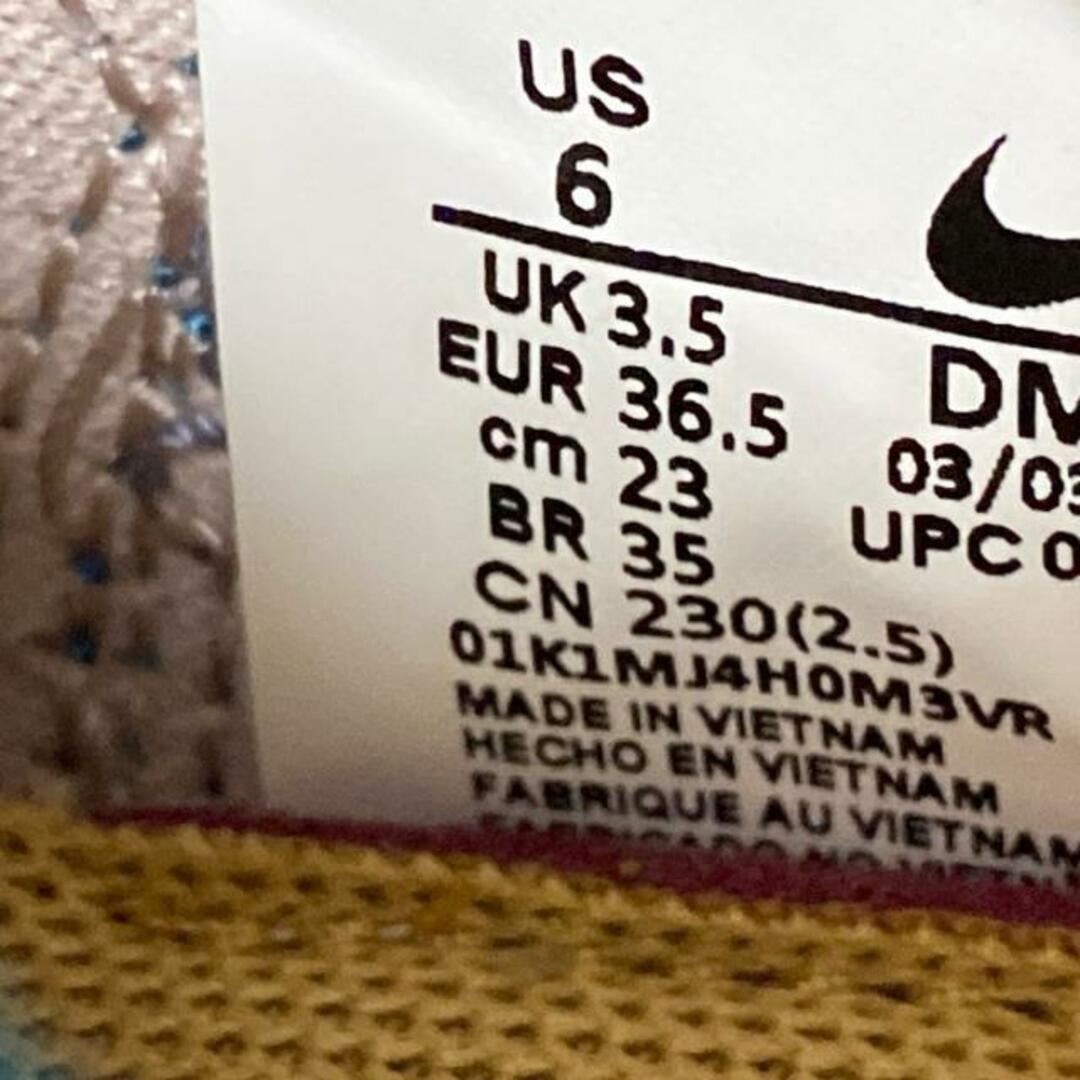 US
6
UK 3.5
EUR 36.5
cm 23
BR 35
CN 230(2.5)
01K1MJ4H0M3VR
MADE IN VIETNAM
HECHO EN VIETNAM
FABRIQUE AU VIETNAM
DM
03/03
UPC 0